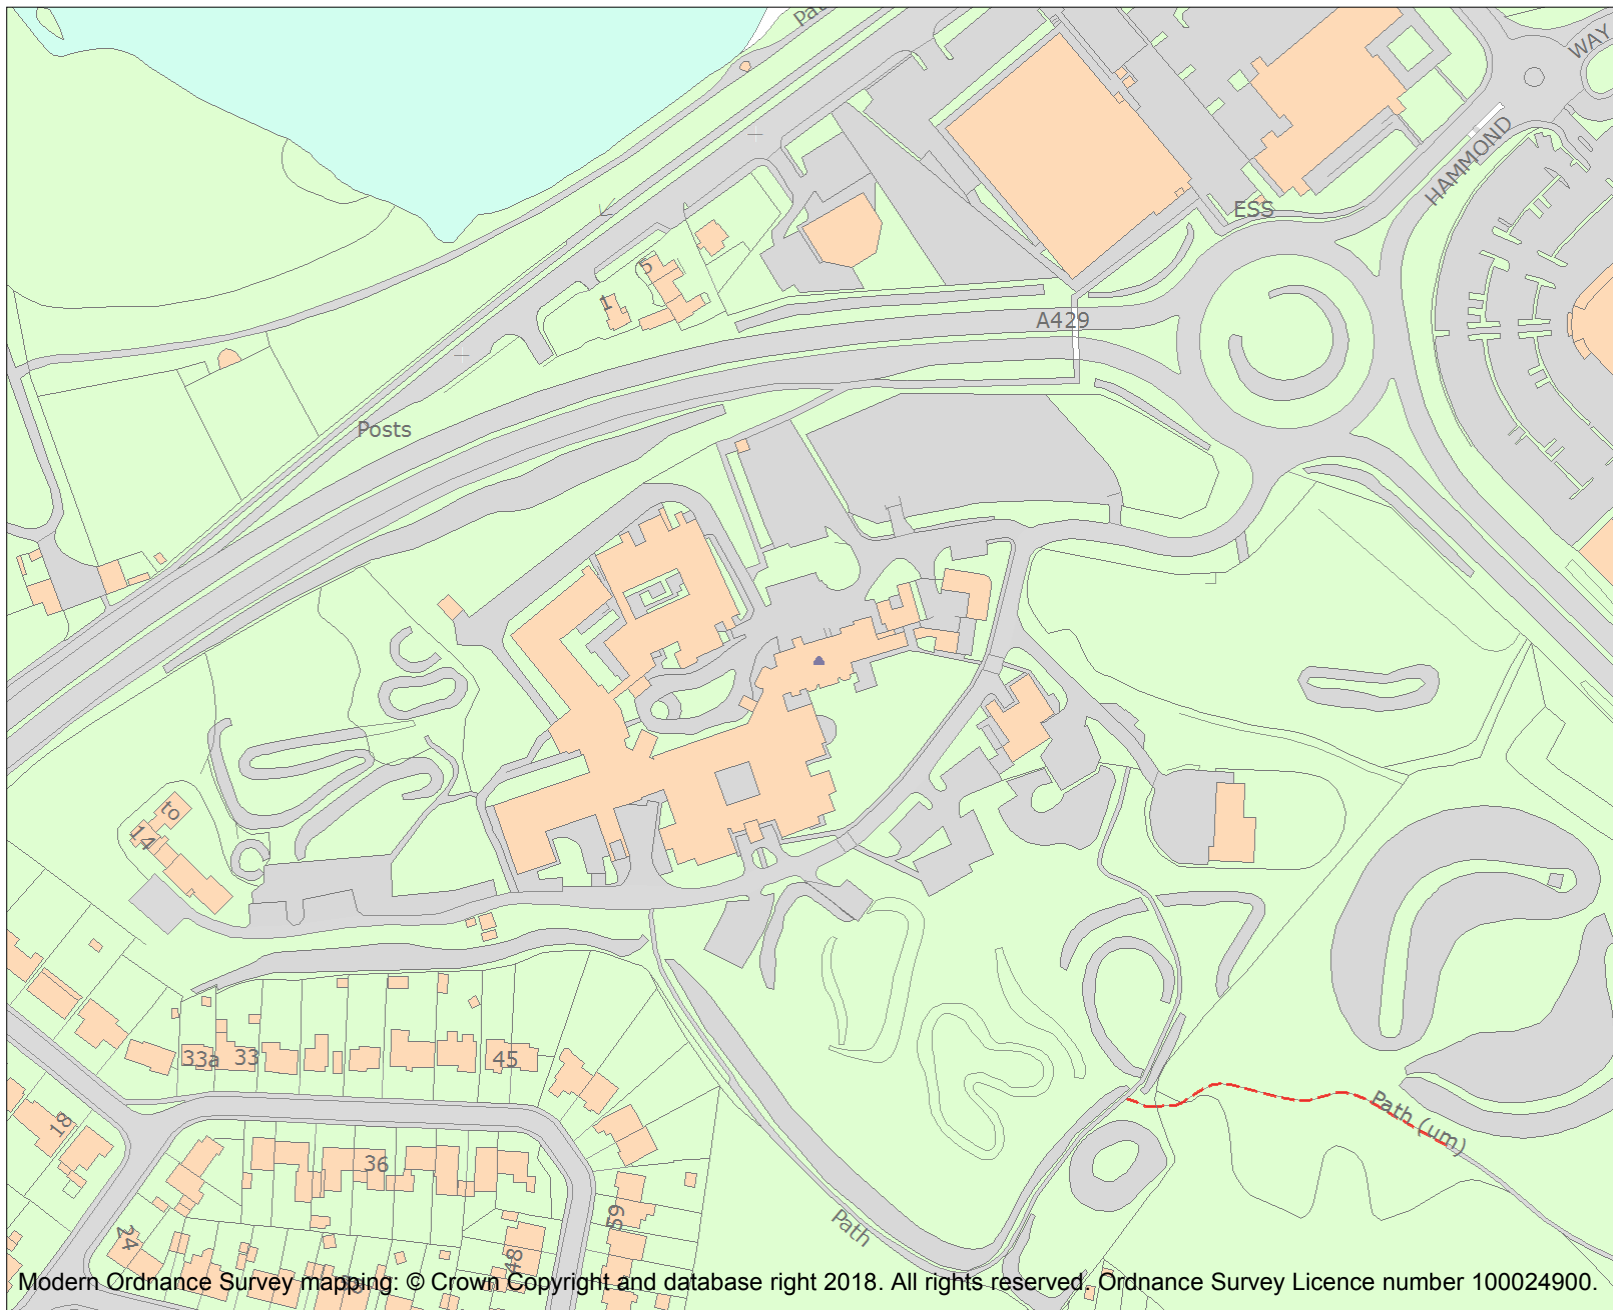 Pat
WAY
HAMMOND
ESS
5
1
A429
Posts
to
14
33a
33
45
18
36
Path (um)
24
59
48
Path
Modern Ordnance Survey mapping: © Crown Copyright and database right 2018. All rights reserved. Ordnance Survey Licence number 100024900.